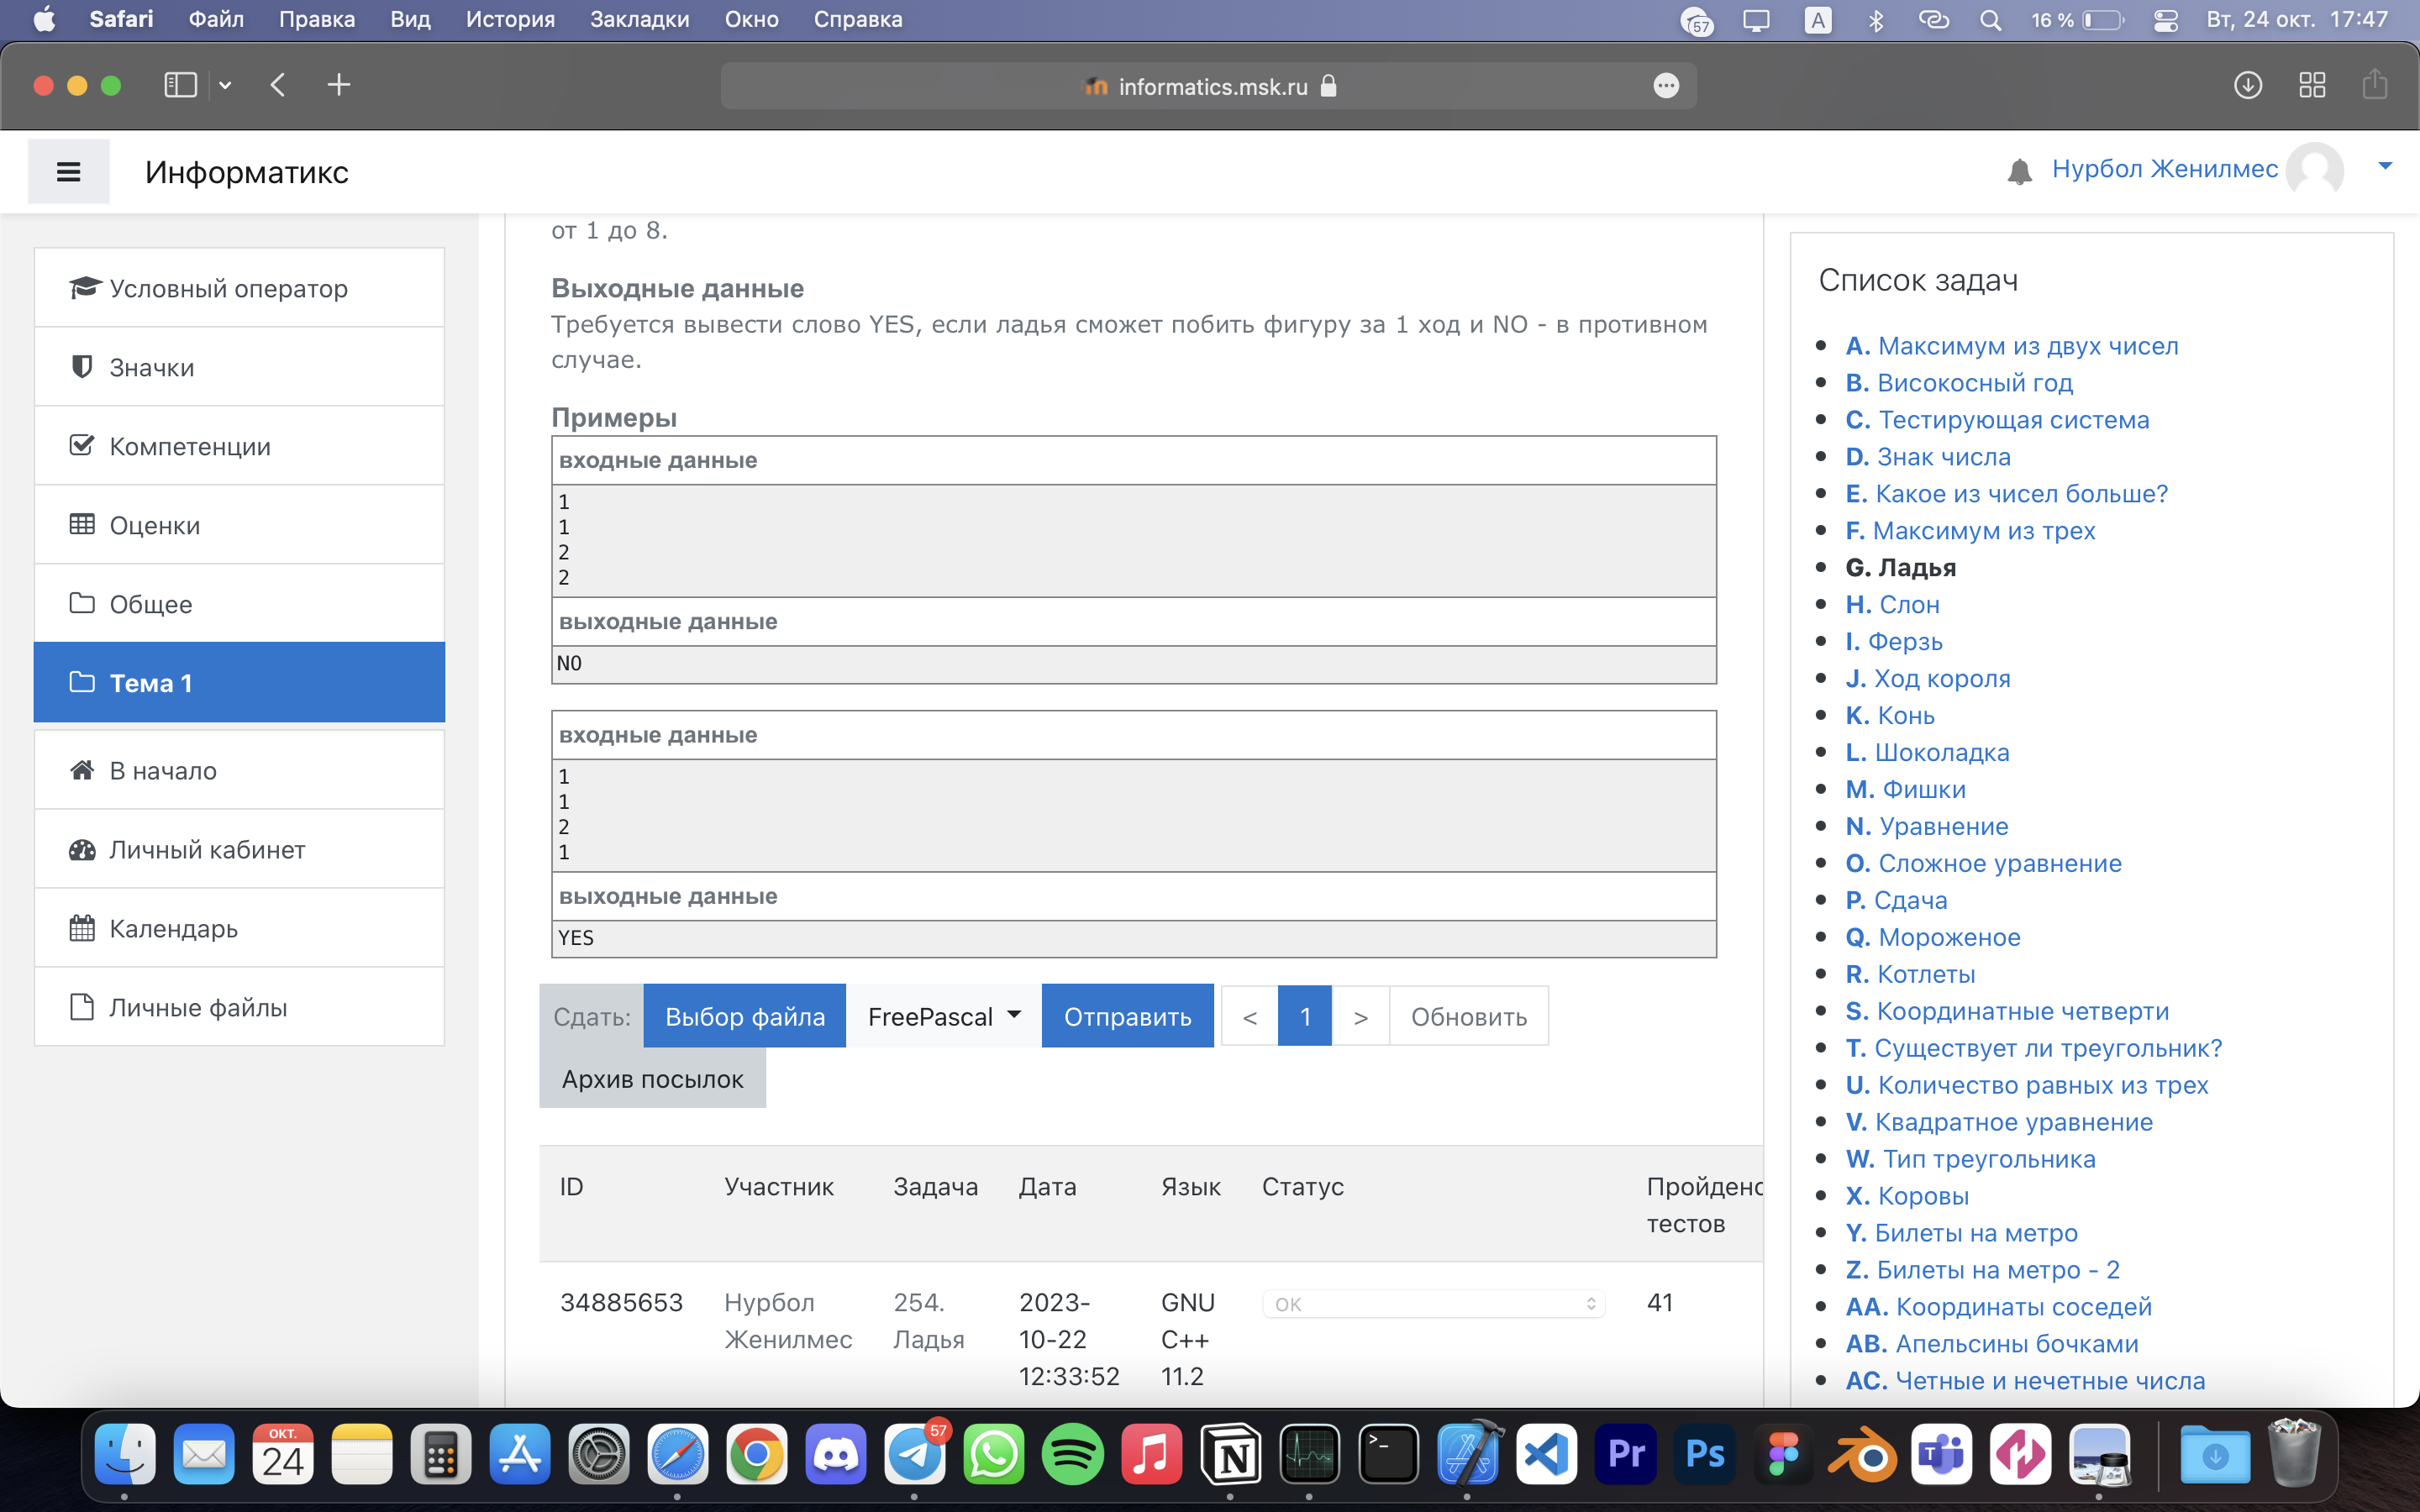 Safari Файл Правка Вид История Закладки Окно Справка
57 A 16 % Вт, 24 окт. 17:47
informatics.msk.ru
Информатикс
Нурбол Женилмес
Условный оператор
Значки
Компетенции
Оценки
Общее
Тема 1
В начало
Личный кабинет
Календарь
Личные файлы
от 1 до 8.
Выходные данные
Требуется вывести слово YES, если ладья сможет побить фигуру за 1 ход и NO - в противном
случае.
Примеры
входные данные
1
1
2
2
выходные данные
NO
входные данные
1
1
2
1
выходные данные
YES
Сдать: Выбор файла FreePascal Отправить < 1 > Обновить
Архив посылок
ID Участник Задача Дата Язык Статус Пройдено
тестов
34885653 Нурбол 254. 2023- GNU OK 41
Женилмес Ладья 10-22 C++
12:33:52 11.2
Список задач
A. Максимум из двух чисел
B. Високосный год
C. Тестирующая система
D. Знак числа
E. Какое из чисел больше?
F. Максимум из трех
G. Ладья
H. Слон
I. Ферзь
J. Ход короля
K. Конь
L. Шоколадка
M. Фишки
N. Уравнение
O. Сложное уравнение
P. Сдача
Q. Мороженое
R. Котлеты
S. Координатные четверти
T. Существует ли треугольник?
U. Количество равных из трех
V. Квадратное уравнение
W. Тип треугольника
X. Коровы
Y. Билеты на метро
Z. Билеты на метро - 2
AA. Координаты соседей
AB. Апельсины бочками
AC. Четные и нечетные числа
ОКТ.
24
57
Pr
Ps